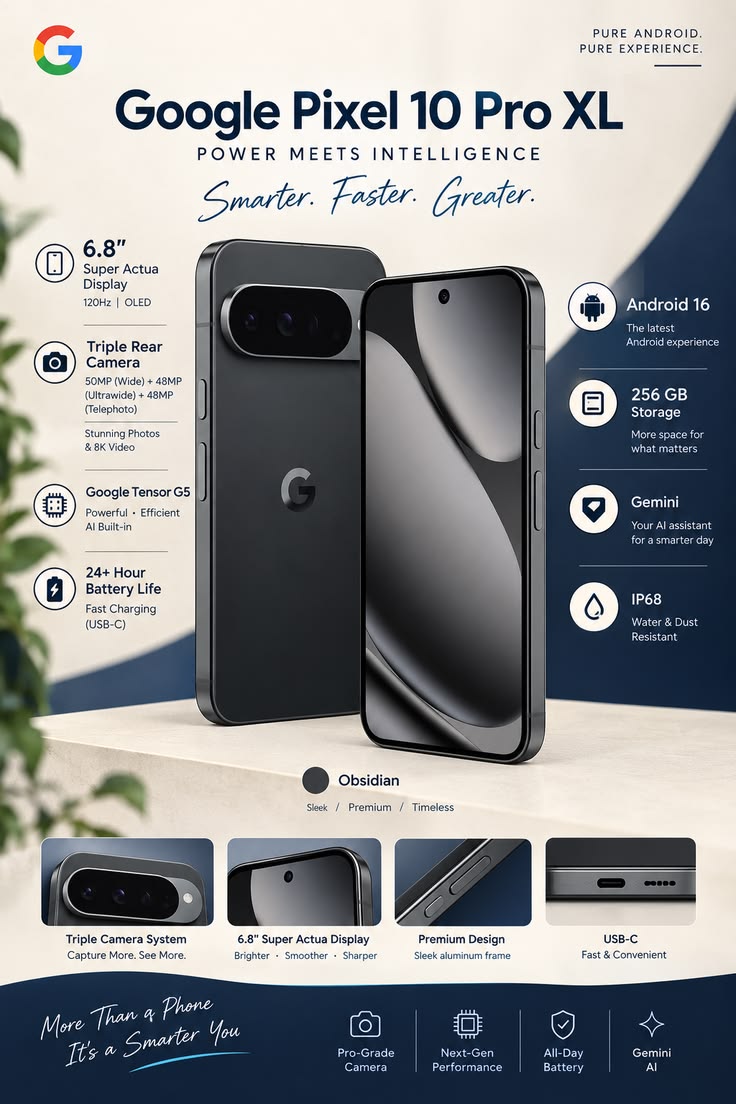 PURE ANDROID.
PURE EXPERIENCE.
Google Pixel 10 Pro XL
POWER MEETS INTELLIGENCE
Smarter. Faster. Greater.
6.8"
Super Actua
Display
120Hz | OLED
Triple Rear
Camera
50MP (Wide) + 48MP
(Ultrawide) + 48MP
(Telephoto)
Stunning Photos
& 8K Video
Google Tensor G5
Powerful • Efficient
AI Built-in
24+ Hour
Battery Life
Fast Charging
(USB-C)
Android 16
The latest
Android experience
256 GB
Storage
More space for
what matters
Gemini
Your AI assistant
for a smarter day
IP68
Water & Dust
Resistant
Obsidian
Sleek / Premium / Timeless
Triple Camera System
Capture More. See More.
6.8" Super Actua Display
Brighter • Smoother • Sharper
Premium Design
Sleek aluminum frame
USB-C
Fast & Convenient
More Than a Phone
It's a Smarter You
Pro-Grade
Camera
Next-Gen
Performance
All-Day
Battery
Gemini
AI